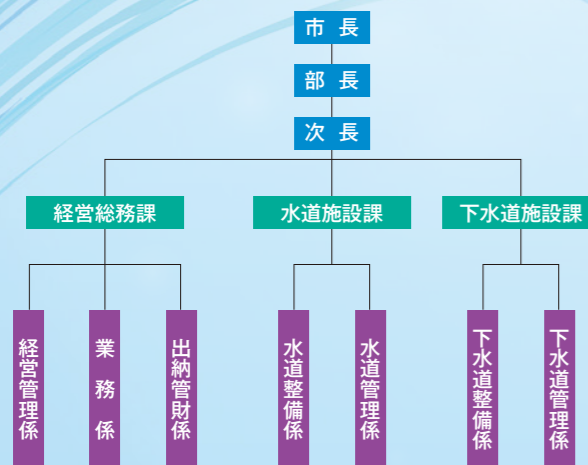 市長
部長
次長
経営総務課
水道施設課
下水道施設課
経営管理係
業務係
出納管財係
水道整備係
水道管理係
下水道整備係
下水道管理係